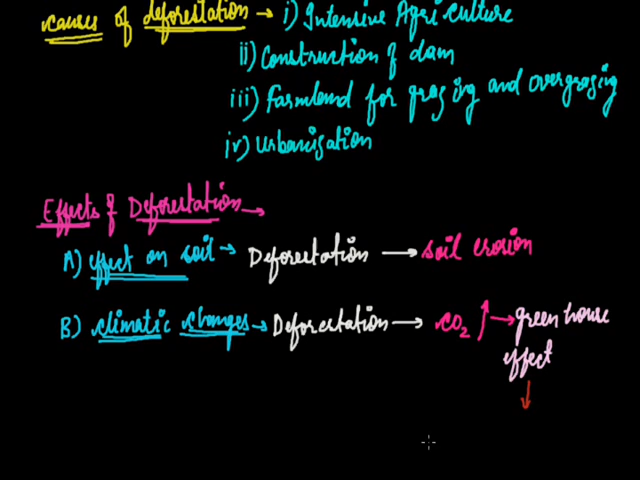 causes of deforestation → i) Intensive Agriculture
ii) Construction of dam
iii) Farmland for grazing and overgrazing
iv) Urbanisation
Effects of Deforestation →
A) effect on soil → Deforestation → soil erosion
B) climatic changes → Deforestation → CO₂ ↑ → green house
effect
↓